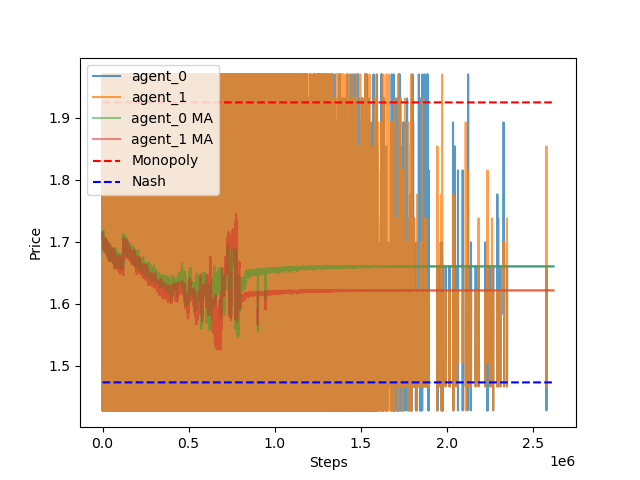 agent_0
agent_1
agent_0 MA
agent_1 MA
Monopoly
Nash
Price
1.9
1.8
1.7
1.6
1.5
0.0 0.5 1.0 1.5 2.0 2.5
1e6
Steps